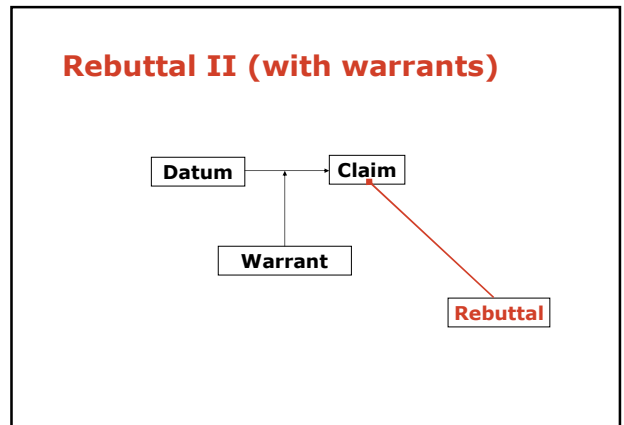 Rebuttal II (with warrants)
Datum
Claim
Warrant
Rebuttal